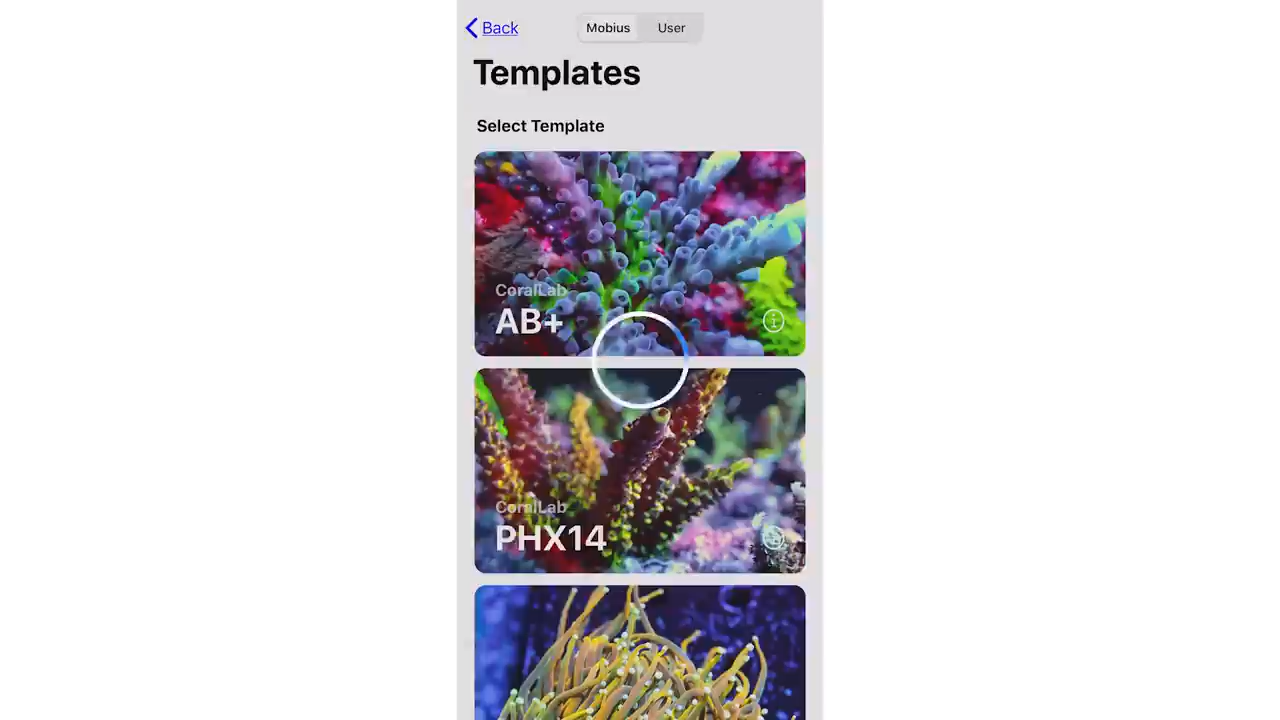 Back
Mobius
User
Templates
Select Template
CoralLab
AB+
CoralLab
PHX14